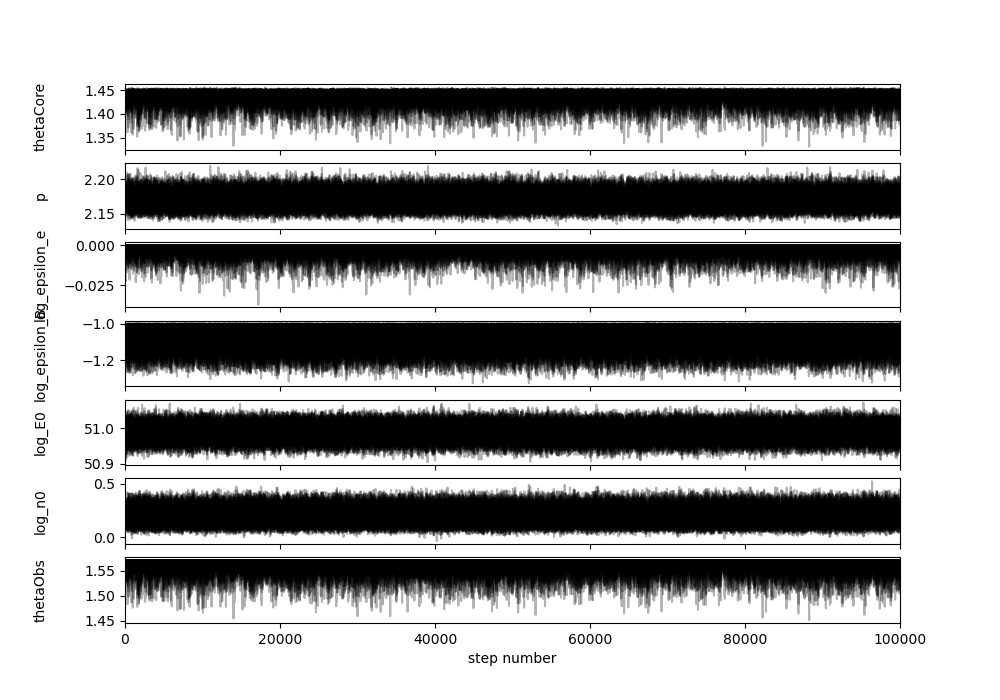 thetaCore
1.45
1.40
1.35
p
2.20
2.15
log_epsilon_e
0.000
−0.025
log_epsilon_B
−1.0
−1.2
log_E0
51.0
50.9
log_n0
0.5
0.0
thetaObs
1.55
1.50
1.45
0 20000 40000 60000 80000 100000
step number